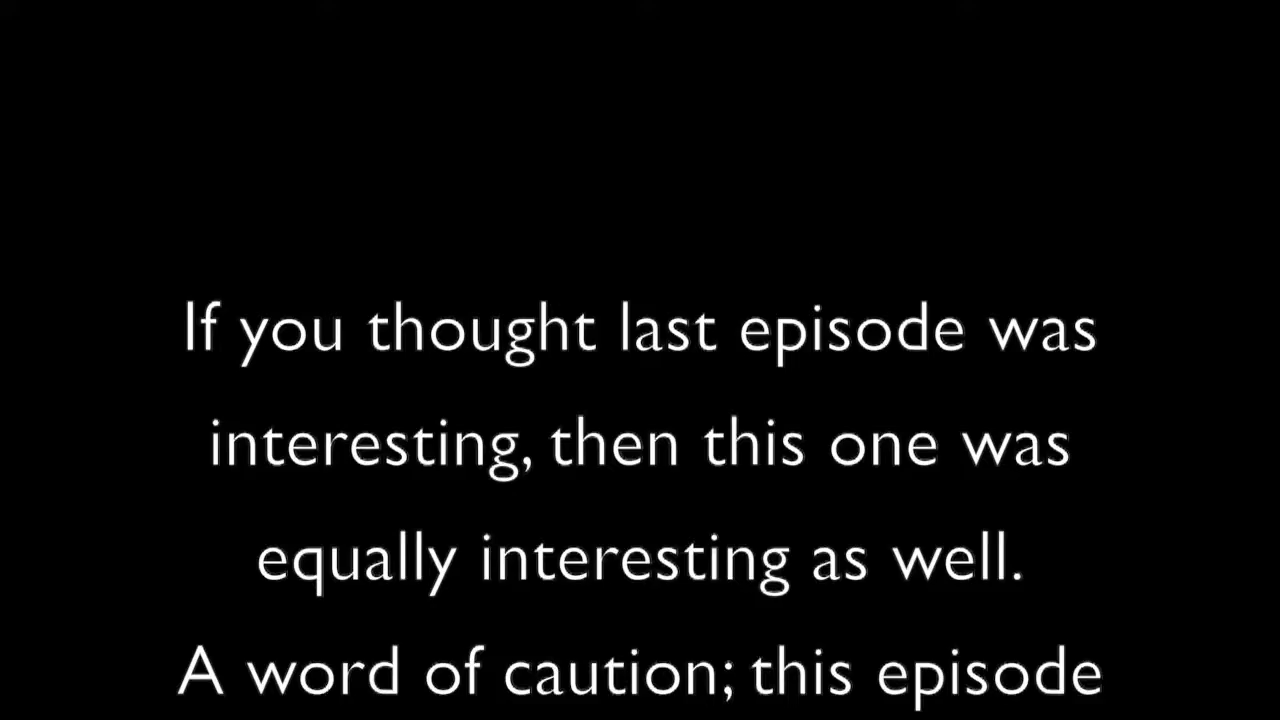 If you thought last episode was
interesting, then this one was
equally interesting as well.
A word of caution; this episode